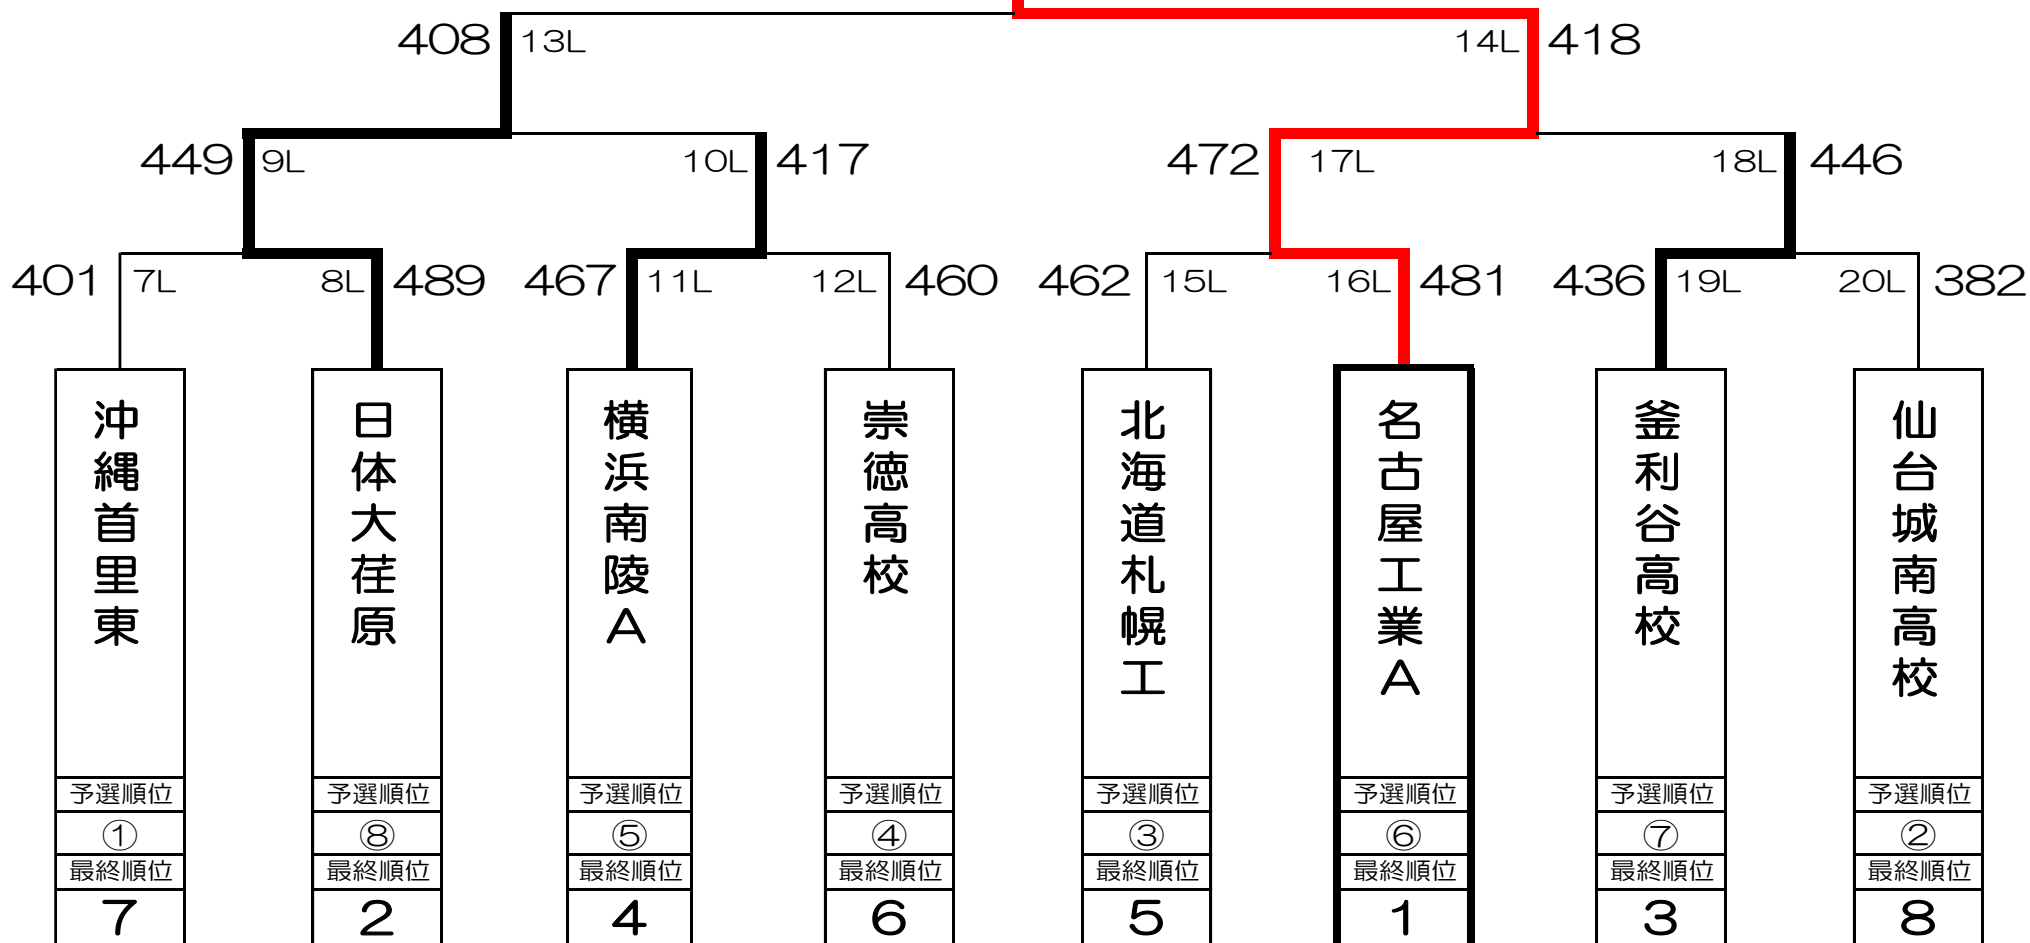 408 13L 14L 418
449 9L 10L 417 472 17L 18L 446
401 7L 8L 489 467 11L 12L 460 462 15L 16L 481 436 19L 20L 382
沖縄首里東
日体大荏原
横浜南陵A
崇徳高校
北海道札幌工
名古屋工業A
釜利谷高校
仙台城南高校
予選順位 予選順位 予選順位 予選順位 予選順位 予選順位 予選順位 予選順位
① ⑧ ⑤ ④ ③ ⑥ ⑦ ②
最終順位 最終順位 最終順位 最終順位 最終順位 最終順位 最終順位 最終順位
7 2 4 6 5 1 3 8